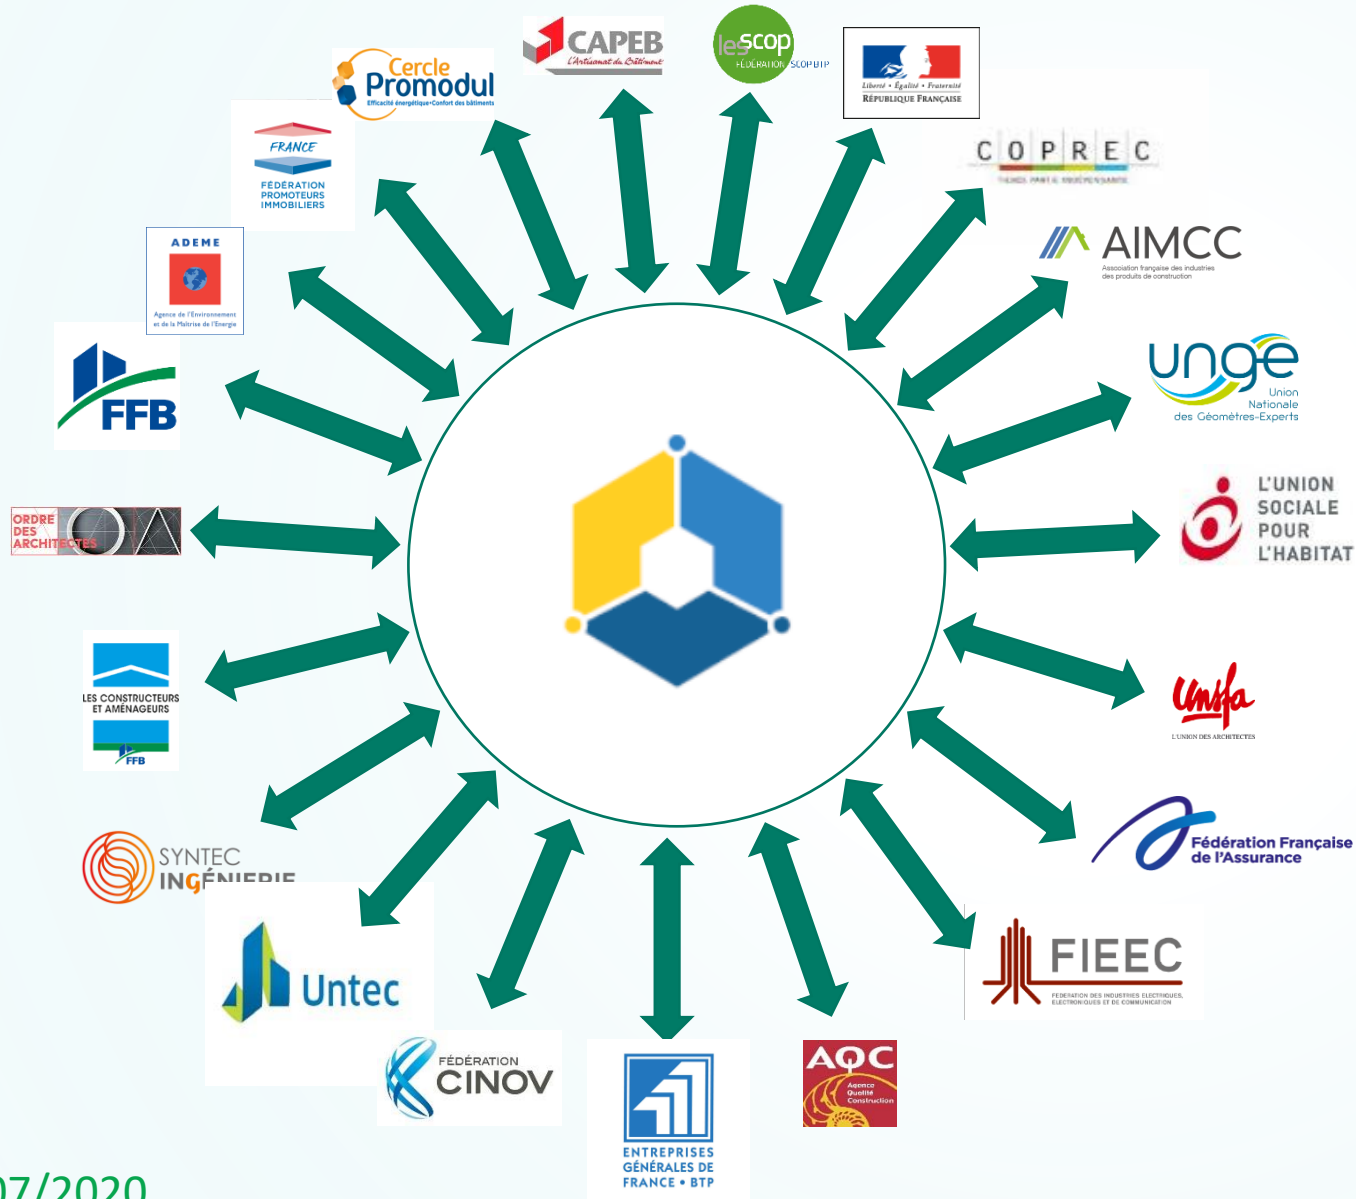 CAPEB
L'Artisanat du Bâtiment
lesscop
FÉDÉRATION SCOP BTP
Liberté • Égalité • Fraternité
RÉPUBLIQUE FRANÇAISE
Cercle
Promodul
Efficacité énergétique•Confort des bâtiments
COPREC
FRANCE
FÉDÉRATION
PROMOTEURS
IMMOBILIERS
AIMCC
Association française des industries
des produits de construction
ADEME
Agence de l'Environnement
et de la Maîtrise de l'Energie
unge
Union
Nationale
des Géomètres-Experts
FFB
L'UNION
SOCIALE
POUR
L'HABITAT
ORDRE
DES
ARCHITECTES
LES CONSTRUCTEURS
ET AMÉNAGEURS
FFB
Unsfa
L'UNION DES ARCHITECTES
Fédération Française
de l'Assurance
SYNTEC
INGÉNIERIE
FIEEC
FEDERATION DES INDUSTRIES ELECTRIQUES,
ELECTRONIQUES ET DE COMMUNICATION
Untec
FÉDÉRATION
CINOV
AQC
Agence
Qualité
Construction
ENTREPRISES
GÉNÉRALES DE
FRANCE • BTP
07/2020